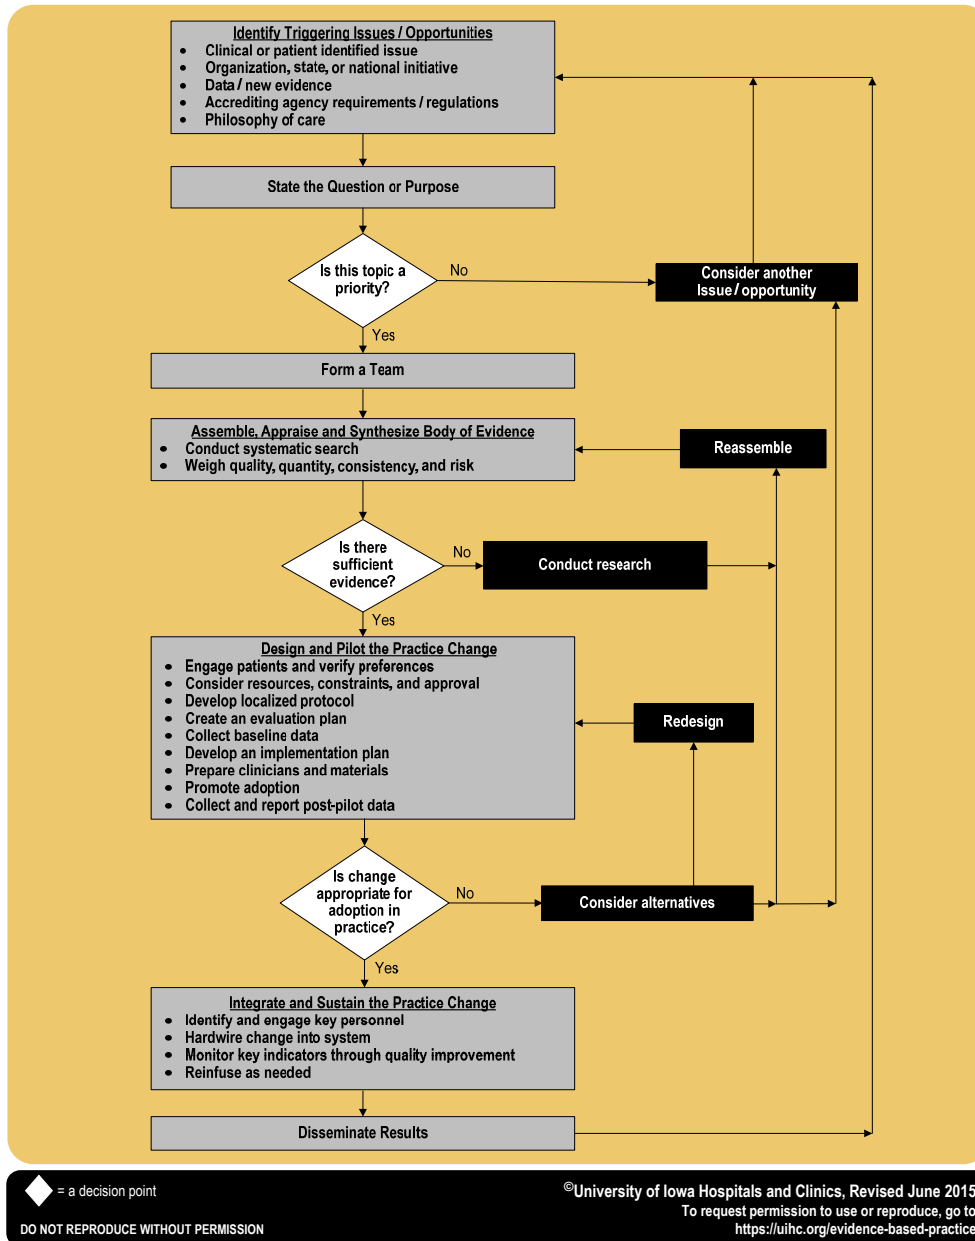 Identify Triggering Issues / Opportunities
• Clinical or patient identified issue
• Organization, state, or national initiative
• Data / new evidence
• Accrediting agency requirements / regulations
• Philosophy of care
State the Question or Purpose
Is this topic a
priority?
No
Consider another
Issue / opportunity
Yes
Form a Team
Assemble, Appraise and Synthesize Body of Evidence
• Conduct systematic search
• Weigh quality, quantity, consistency, and risk
Reassemble
Is there
sufficient
evidence?
No
Conduct research
Yes
Design and Pilot the Practice Change
• Engage patients and verify preferences
• Consider resources, constraints, and approval
• Develop localized protocol
• Create an evaluation plan
• Collect baseline data
• Develop an implementation plan
• Prepare clinicians and materials
• Promote adoption
• Collect and report post-pilot data
Redesign
Is change
appropriate for
adoption in
practice?
No
Consider alternatives
Yes
Integrate and Sustain the Practice Change
• Identify and engage key personnel
• Hardwire change into system
• Monitor key indicators through quality improvement
• Reinfuse as needed
Disseminate Results
= a decision point
DO NOT REPRODUCE WITHOUT PERMISSION
©University of Iowa Hospitals and Clinics, Revised June 2015
To request permission to use or reproduce, go to
https://uihc.org/evidence-based-practice